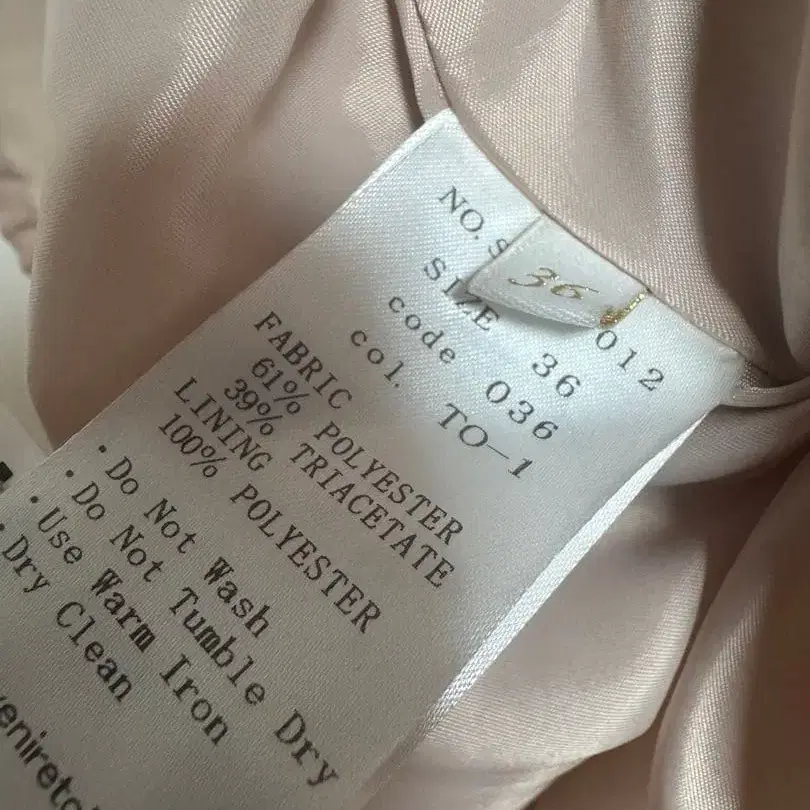 NO. S
012
36
SIZE 36
code 036
col. TO-1
FABRIC
61% POLYESTER
39% TRIACETATE
LINING
100% POLYESTER
・Do Not Wash
・Do Not Tumble Dry
・Use Warm Iron
・Dry Clean